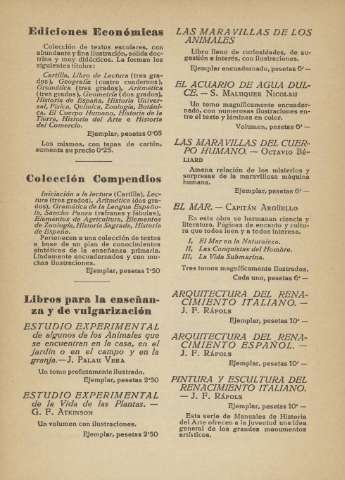 Ediciones Económicas
Colección de textos escolares, con
abundante y fina ilustración, sólida doc-
trina y muy didácticos. La forman los
siguientes títulos:
Cartilla, Libro de Lectura (tres gra-
dos), Geografía (cuatro cuadernos),
Gramática (tres grados), Aritmética
(tres grados), Geometría (dos grados),
Historia de España, Historia Univer-
sal, Física, Química, Zoología, Botáni-
ca, El Cuerpo Humano, Historia de la
Tierra, Historia del Arte e Historia
del Comercio.
Ejemplar, pesetas 0'65
Los mismos, con tapas de cartón,
aumenta su precio 0'25.
Colección Compendios
Iniciación a la lectura (Cartilla), Lec-
tura (tres grados), Aritmética (dos gra-
dos), Gramática de la Lengua Españo-
la, Sancho Panza (refranes y fábulas),
Elementos de Agricultura, Elementos
de Zoología, Historia Sagrada, Historia
de España.
Pertenecen a una colección de textos
a base de un plan de conocimientos
sintéticos de la enseñanza primaria.
Lindamente encuadernados y con mu-
chas ilustraciones.
Ejemplar, pesetas 1'50
Libros para la enseñan-
za y de vulgarización
ESTUDIO EXPERIMENTAL
de algunos de los Animales que
se encuentran en la casa, en el
jardín o en el campo y en la
granja.—J. Palau Vera
Un tomo profusamente ilustrado.
Ejemplar, pesetas 2'50
ESTUDIO EXPERIMENTAL
de la Vida de las Plantas. —
G. F. Atkinson
Un volumen con ilustraciones.
Ejemplar, pesetas 2'50
LAS MARAVILLAS DE LOS
ANIMALES
Libro lleno de curiosidades, de su-
gestión e interés, con ilustraciones.
Ejemplar encuadernado, pesetas 6'—
EL ACUARIO DE AGUA DUL-
CE. — S. Maluquer Nicolau
Un tomo magníficamente encuader-
nado, con numerosas ilustraciones en-
tre el texto y láminas en color.
Volumen, pesetas 6'—
LAS MARAVILLAS DEL CUER-
PO HUMANO. — Octavio Bé-
liard
Amena relación de los misterios y
sorpresas de la maravillosa máquina
humana.
Ejemplar, pesetas 6'—
EL MAR. — Capitán Argüello
En esta obra se hermanan ciencia y
literatura. Páginas de encanto y cultu-
ra que todos leen y a todos interesa.
I. El Mar en la Naturaleza.
II. Las Conquistas del Hombre.
III. La Vida Submarina.
Tres tomos magníficamente ilustrados.
Cada uno, pesetas 6'—
ARQUITECTURA DEL RENA-
CIMIENTO ITALIANO. —
J. F. Ráfols
Ejemplar, pesetas 10'—
ARQUITECTURA DEL RENA-
CIMIENTO ESPAÑOL. —
J. F. Ráfols
Ejemplar, pesetas 10'—
PINTURA Y ESCULTURA DEL
RENACIMIENTO ITALIANO.
— J. F. Ráfols
Ejemplar, pesetas 10'—
Esta serie de Manuales de Historia
del Arte ofrecen a la juventud una idea
general de los grandes monumentos
artísticos.